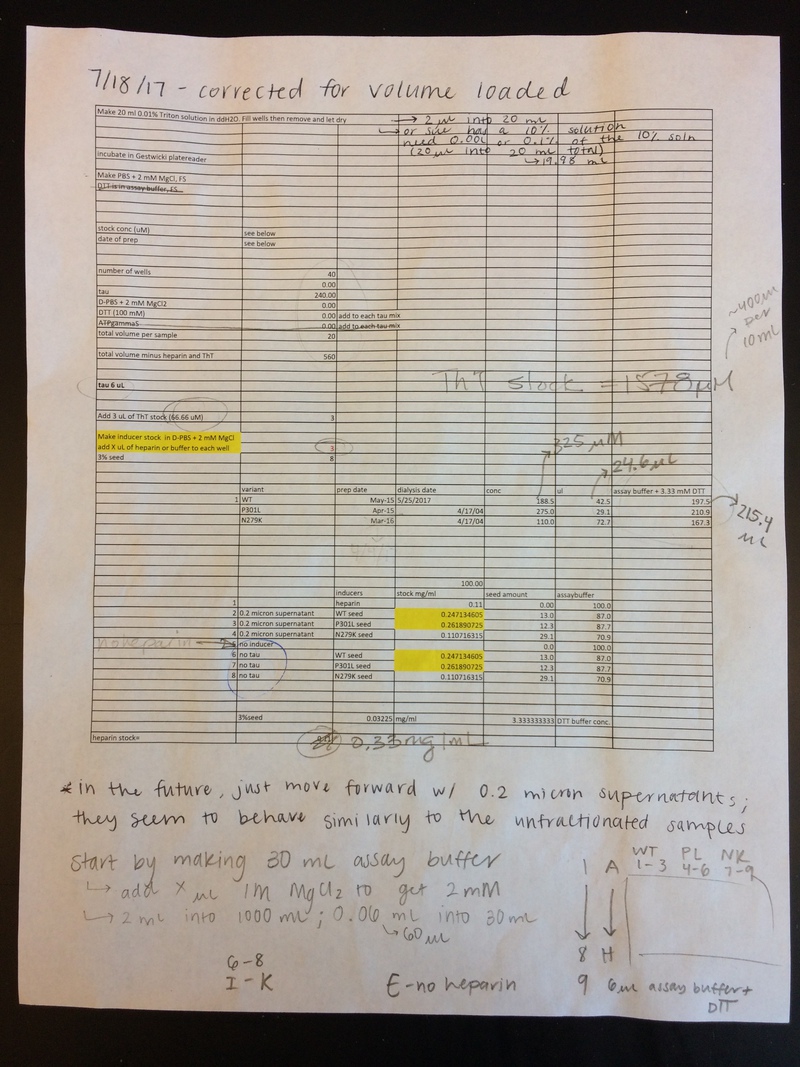 7/18/17 - corrected for volume loaded
Make 20 ml 0.01% Triton solution in ddH2O. Fill wells then remove and let dry
→ 2 uL into 20 mL
↳ or sue has a 10% solution
need 0.001 or 0.1% of the 10% soln
(20 uL into 20 mL total)
↳ 19.98 mL
incubate in Gestwicki platereader
Make PBS + 2 mM MgCl, FS
DTT is in assay buffer, FS
stock conc (uM) see below
date of prep see below
number of wells 40
0.00
tau 240.00
D-PBS + 2 mM MgCl2 0.00
DTT (100 mM) 0.00 add to each tau mix
ATPgammaS 0.00 add to each tau mix
total volume per sample 20
total volume minus heparin and ThT 560
~400m per 10 mL
tau 6 uL
ThT stock = 1578 μM
Add 3 uL of ThT stock (66.66 uM) 3
Make inducer stock in D-PBS + 2 mM MgCl
add X uL of heparin or buffer to each well 3
3% seed 8
325 μM
24.6 μL
variant prep date dialysis date conc ul assay buffer + 3.33 mM DTT
1 WT May-15 5/25/2017 188.5 42.5 197.5
P301L Apr-15 4/17/04 275.0 29.1 210.9
N279K Mar-16 4/17/04 110.0 72.7 167.3
215.4 uL
100.00
inducers stock mg/ml seed amount assaybuffer
1 heparin 0.11 0.00 100.0
2 0.2 micron supernatant WT seed 0.247134605 13.0 87.0
3 0.2 micron supernatant P301L seed 0.261890725 12.3 87.7
4 0.2 micron supernatant N279K seed 0.110716315 29.1 70.9
no heparin → 5 no inducer 0.0 100.0
6 no tau WT seed 0.247134605 13.0 87.0
7 no tau P301L seed 0.261890725 12.3 87.7
8 no tau N279K seed 0.110716315 29.1 70.9
3%seed 0.03225 mg/ml 3.333333333 DTT buffer conc.
heparin stock= 0.33 mg/mL
* in the future, just move forward w/ 0.2 micron supernatants;
they seem to behave similarly to the unfractionated samples
start by making 30 mL assay buffer
↳ add X uL 1M MgCl2 to get 2mM
↳ 2 mL into 1000 mL; 0.06 mL into 30 mL
↳ 60 uL
WT PL NK
1 A 1-3 4-6 7-9
8 H
6-8
I-K
E-no heparin
9 6 uL assay buffer +
DTT